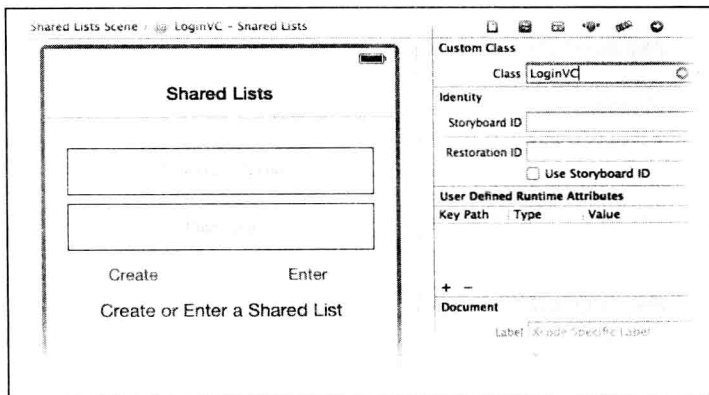 Shared Lists Scene LoginVC - Shared Lists
Shared Lists
Create Enter
Create or Enter a Shared List
Custom Class
Class LoginVC
Identity
Storyboard ID
Restoration ID
Use Storyboard ID
User Defined Runtime Attributes
Key Path Type Value
+ −
Document
Label Xcode Specific Label